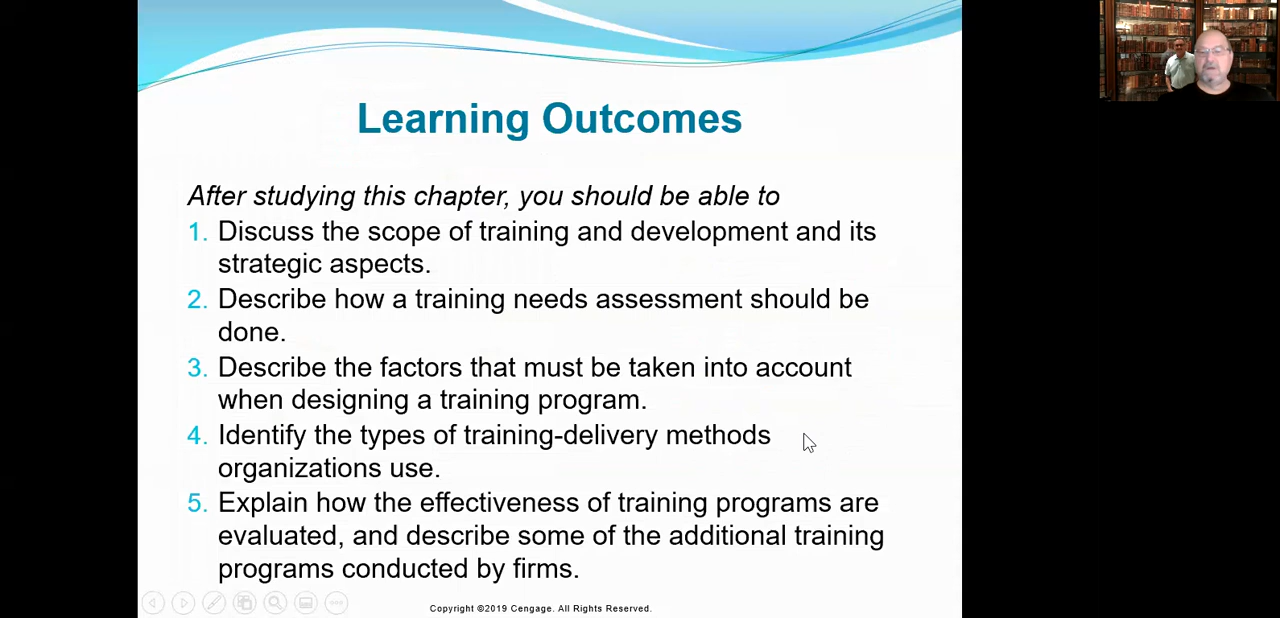 Learning Outcomes
After studying this chapter, you should be able to
1. Discuss the scope of training and development and its
strategic aspects.
2. Describe how a training needs assessment should be
done.
3. Describe the factors that must be taken into account
when designing a training program.
4. Identify the types of training-delivery methods
organizations use.
5. Explain how the effectiveness of training programs are
evaluated, and describe some of the additional training
programs conducted by firms.
Copyright ©2019 Cengage. All Rights Reserved.